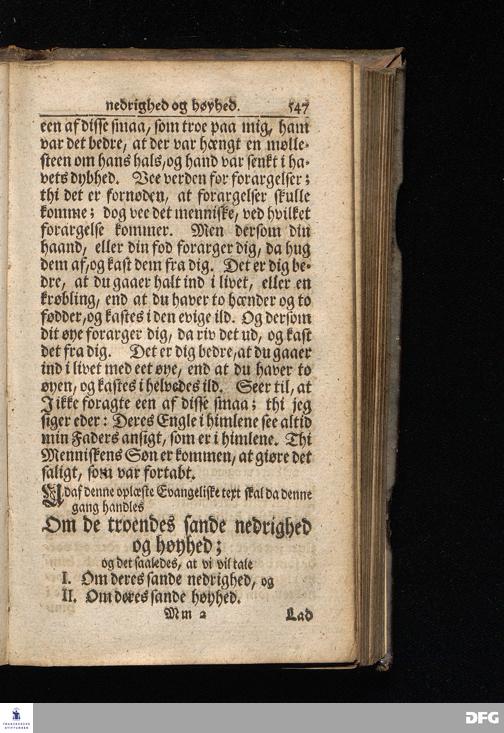 nedrighed og høyhed. 547
een af disse smaa, som troe paa mig, ham
var det bedre, at der var hængt en mølle-
steen om hans hals, og hand var senkt i ha-
vets dybhed. Vee verden for forargelser;
thi det er fornøden, at forargelser skulle
komme; dog vee det menniske, ved hvilket
forargelse kommer. Men dersom din
haand, eller din fod forarger dig, da hug
dem af, og kast dem fra dig. Det er dig be-
dre, at du gaaer halt ind i livet, eller en
krøbling, end at du haver to hænder og to
fødder, og kastes i den evige ild. Og dersom
dit øye forarger dig, da riv det ud, og kast
det fra dig. Det er dig bedre, at du gaaer
ind i livet med eet øye, end at du haver to
øyen, og kastes i helvedes ild. Seer til, at
J ikke foragte een af disse smaa; thi jeg
siger eder: Deres Engle i himlene see altid
min Faders ansigt, som er i himlene. Thi
Menniskens Søn er kommen, at giøre det
saligt, som var fortabt.
Ud af denne oplæste Evangeliske text skal da denne
gang handles
Om de troendes sande nedrighed
og høyhed;
og det saaledes, at vi vil tale
I. Om deres sande nedrighed, og
II. Om deres sande høyhed.
Mm 2 Lad
FRANCKESCHE
STIFTUNGEN
DFG